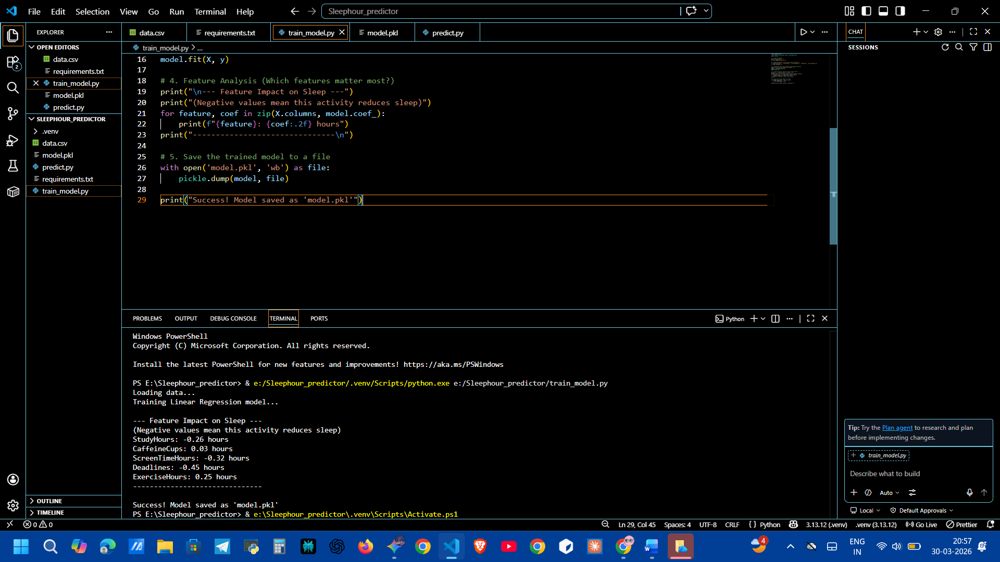 File Edit Selection View Go Run Terminal Help
Sleephour_predictor
EXPLORER
OPEN EDITORS
data.csv
requirements.txt
train_model.py
model.pkl
predict.py
SLEEPHOUR_PREDICTOR
.venv
data.csv
model.pkl
predict.py
requirements.txt
train_model.py
OUTLINE
TIMELINE
2
data.csv
requirements.txt
train_model.py
model.pkl
predict.py
train_model.py > ...
16 model.fit(X, y)
17
18 # 4. Feature Analysis (Which features matter most?)
19 print("\n--- Feature Impact on Sleep ---")
20 print("(Negative values mean this activity reduces sleep)")
21 for feature, coef in zip(X.columns, model.coef_):
22     print(f"{feature}: {coef:.2f} hours")
23 print("-------------------------------\n")
24
25 # 5. Save the trained model to a file
26 with open('model.pkl', 'wb') as file:
27     pickle.dump(model, file)
28
29 print("Success! Model saved as 'model.pkl'")
PROBLEMS OUTPUT DEBUG CONSOLE TERMINAL PORTS
Python
Windows PowerShell
Copyright (C) Microsoft Corporation. All rights reserved.
Install the latest PowerShell for new features and improvements! https://aka.ms/PSWindows
PS E:\Sleephour_predictor> & e:/Sleephour_predictor/.venv/Scripts/python.exe e:/Sleephour_predictor/train_model.py
Loading data...
Training Linear Regression model...
--- Feature Impact on Sleep ---
(Negative values mean this activity reduces sleep)
StudyHours: -0.26 hours
CaffeineCups: 0.03 hours
ScreenTimeHours: -0.32 hours
Deadlines: -0.45 hours
ExerciseHours: 0.25 hours
-------------------------------
Success! Model saved as 'model.pkl'
PS E:\Sleephour_predictor> & e:\Sleephour_predictor\.venv\Scripts\Activate.ps1
CHAT
SESSIONS
Tip: Try the Plan agent to research and plan
before implementing changes.
train_model.py
Describe what to build
Auto
Local Default Approvals
0 0
Ln 29, Col 45 Spaces: 4 UTF-8 CRLF { } Python 3.13.12 (.venv) .venv (3.13.12) Go Live Prettier
4
ENG
IN
20:57
30-03-2026